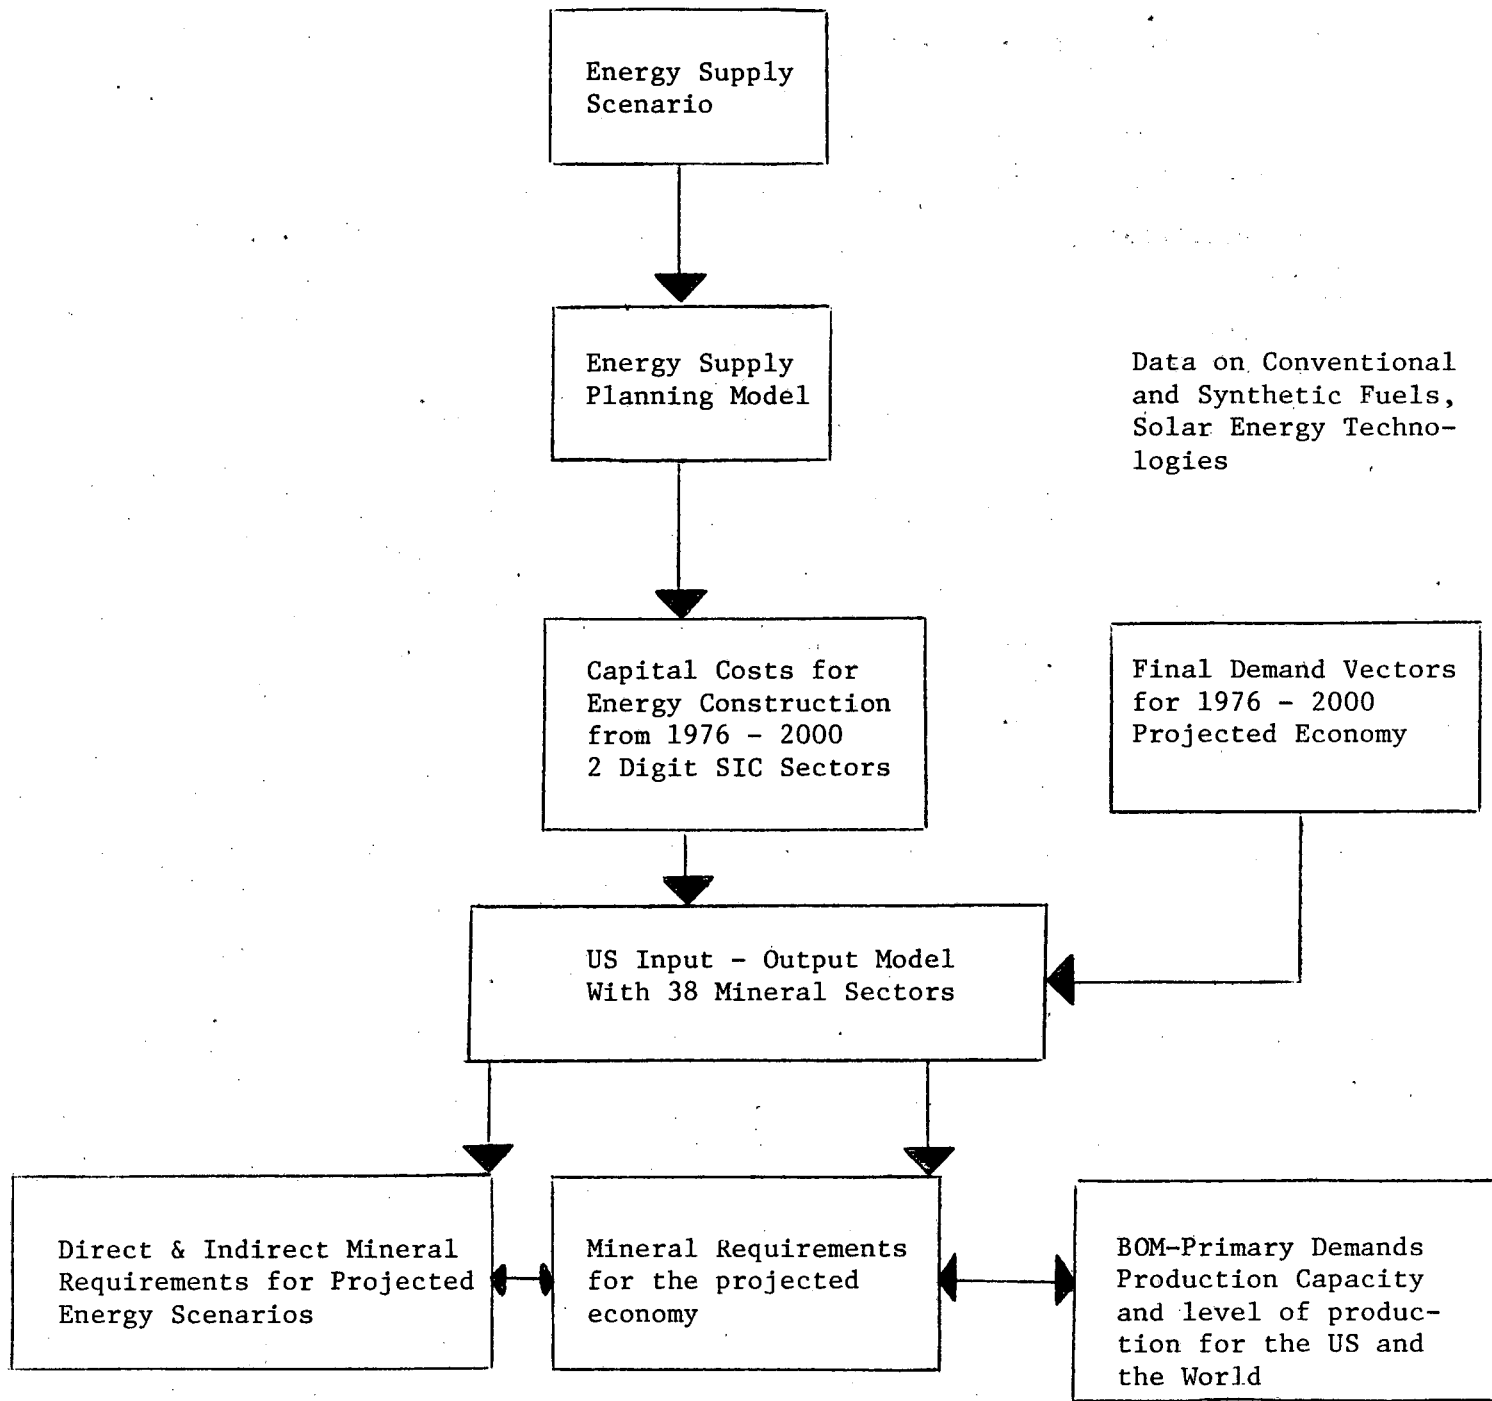 Energy Supply
Scenario
Energy Supply
Planning Model
Data on Conventional
and Synthetic Fuels,
Solar Energy Techno-
logies
Capital Costs for
Energy Construction
from 1976 - 2000
2 Digit SIC Sectors
Final Demand Vectors
for 1976 - 2000
Projected Economy
US Input - Output Model
With 38 Mineral Sectors
Direct & Indirect Mineral
Requirements for Projected
Energy Scenarios
Mineral Requirements
for the projected
economy
BOM-Primary Demands
Production Capacity
and level of produc-
tion for the US and
the World